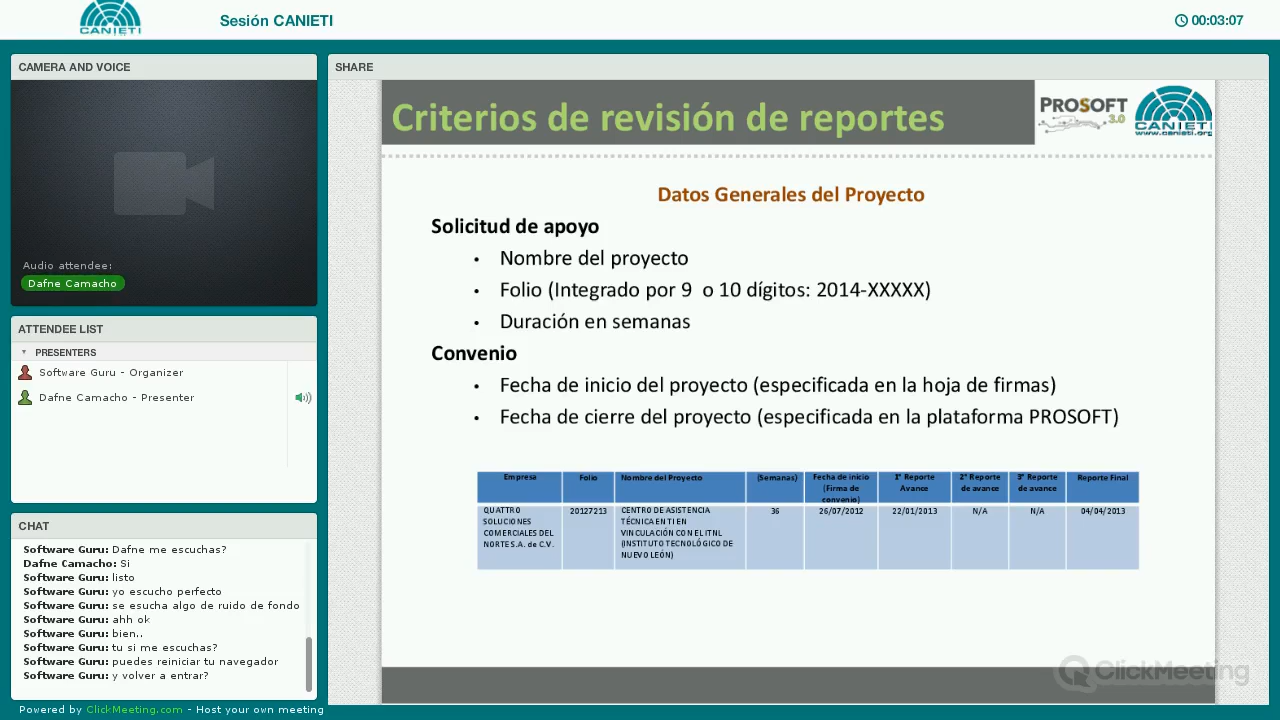 CANIETI
Sesión CANIETI
00:03:07
CAMERA AND VOICE
Audio attendee:
Dafne Camacho
ATTENDEE LIST
PRESENTERS
Software Guru - Organizer
Dafne Camacho - Presenter
CHAT
Software Guru: Dafne me escuchas?
Dafne Camacho: Si
Software Guru: listo
Software Guru: yo escucho perfecto
Software Guru: se esucha algo de ruido de fondo
Software Guru: ahh ok
Software Guru: bien..
Software Guru: tu si me escuchas?
Software Guru: puedes reiniciar tu navegador
Software Guru: y volver a entrar?
Powered by ClickMeeting.com - Host your own meeting
SHARE
Criterios de revisión de reportes
PROSOFT
3.0
CANIETI
www.canieti.org
Datos Generales del Proyecto
Solicitud de apoyo
• Nombre del proyecto
• Folio (Integrado por 9 o 10 dígitos: 2014-XXXXX)
• Duración en semanas
Convenio
• Fecha de inicio del proyecto (especificada en la hoja de firmas)
• Fecha de cierre del proyecto (especificada en la plataforma PROSOFT)
Empresa
Folio
Nombre del Proyecto
(Semanas)
Fecha de inicio
(Firma de
convenio)
1° Reporte
Avance
2° Reporte
de avance
3° Reporte
de avance
Reporte Final
QUATTRO
SOLUCIONES
COMERCIALES DEL
NORTE S.A. de C.V.
20127213
CENTRO DE ASISTENCIA
TÉCNICA EN TI EN
VINCULACIÓN CON EL ITNL
(INSTITUTO TECNOLÓGICO DE
NUEVO LEÓN)
36
26/07/2012
22/01/2013
N/A
N/A
04/04/2013
ClickMeeting